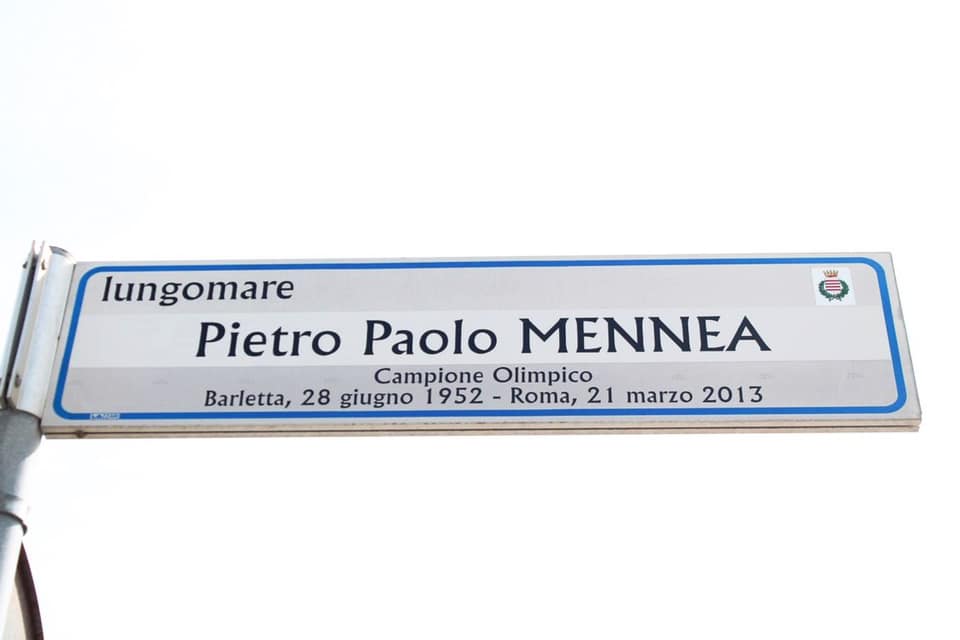 lungomare
Pietro Paolo MENNEA
Campione Olimpico
Barletta, 28 giugno 1952 - Roma, 21 marzo 2013